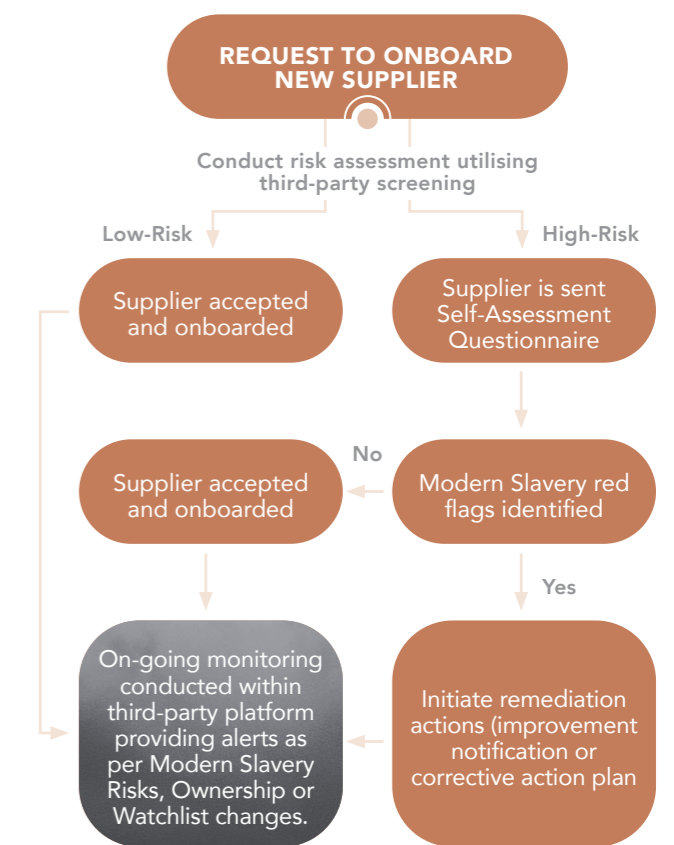 REQUEST TO ONBOARD
NEW SUPPLIER
Conduct risk assessment utilising
third-party screening
Low-Risk
High-Risk
Supplier accepted
and onboarded
Supplier is sent
Self-Assessment
Questionnaire
No
Supplier accepted
and onboarded
Modern Slavery red
flags identified
Yes
On-going monitoring
conducted within
third-party platform
providing alerts as
per Modern Slavery
Risks, Ownership or
Watchlist changes.
Initiate remediation
actions (improvement
notification or
corrective action plan